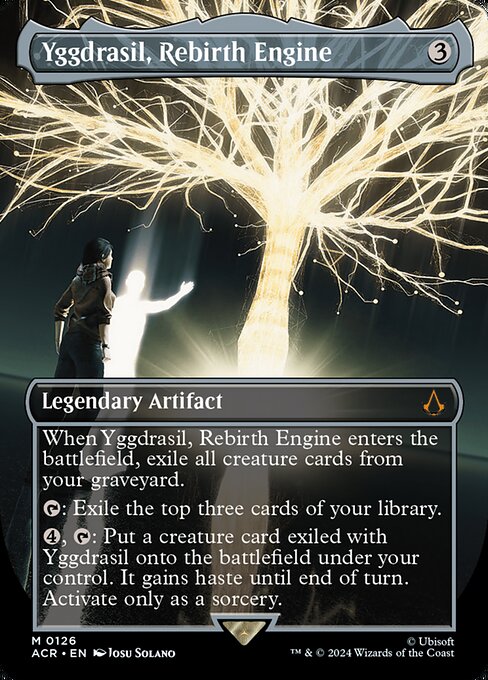 Yggdrasil, Rebirth Engine 3
Legendary Artifact
When Yggdrasil, Rebirth Engine enters the
battlefield, exile all creature cards from
your graveyard.
: Exile the top three cards of your library.
4, : Put a creature card exiled with
Yggdrasil onto the battlefield under your
control. It gains haste until end of turn.
Activate only as a sorcery.
M 0126
ACR • EN Josu Solano
© Ubisoft
™ & © 2024 Wizards of the Coast